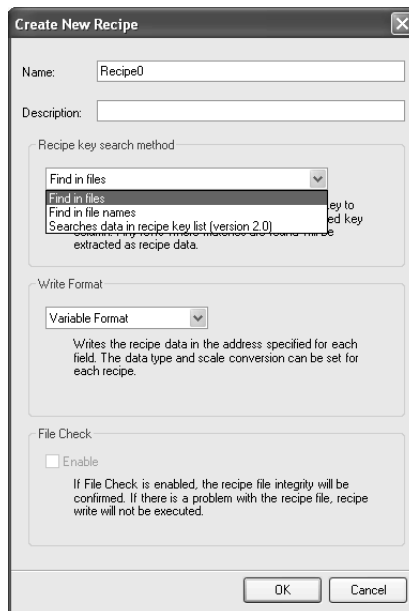 Create New Recipe
Name: Recipe0
Description:
Recipe key search method
Find in files
Find in files
Find in file names
Searches data in recipe key list (version 2.0)
ey to
ed key
extracted as recipe data.
Write Format
Variable Format
Writes the recipe data in the address specified for each
field. The data type and scale conversion can be set for
each recipe.
File Check
Enable
If File Check is enabled, the recipe file integrity will be
confirmed. If there is a problem with the recipe file, recipe
write will not be executed.
OK Cancel